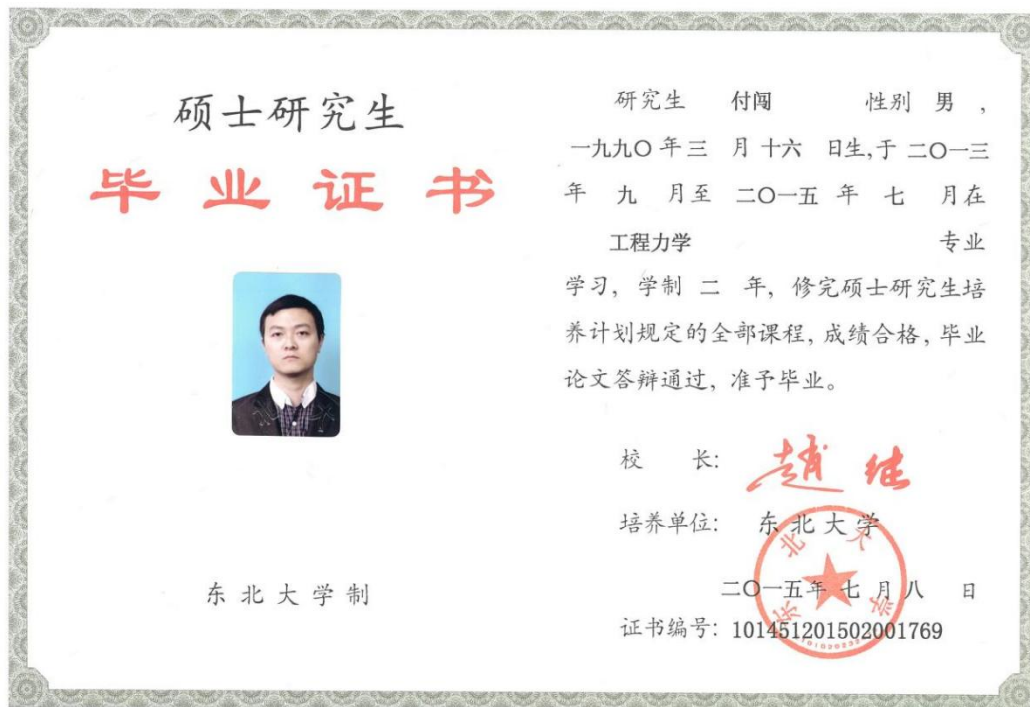 硕士研究生
毕业证书
东北大学制
研究生 付闯 性别 男 ,
一九九〇 年 三 月 十六 日生,于 二〇一三
年 九 月至 二〇一五 年 七 月在
工程力学 专业
学习, 学制 二 年, 修完硕士研究生培
养计划规定的全部课程, 成绩合格, 毕业
论文答辩通过, 准予毕业。
校 长: 赵继
培养单位: 东北大学
东北大学
二〇一五年 七 月 八 日
证书编号: 101451201502001769